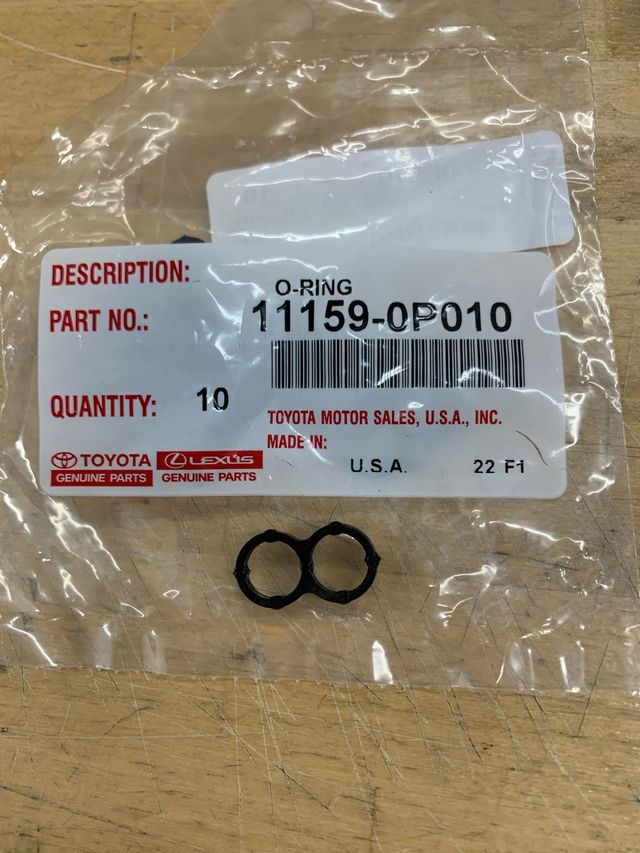 DESCRIPTION: O-RING
PART NO.: 11159-0P010
QUANTITY: 10
TOYOTA MOTOR SALES, U.S.A., INC.
MADE IN:
U.S.A. 22 F1
TOYOTA
GENUINE PARTS
LEXUS
GENUINE PARTS